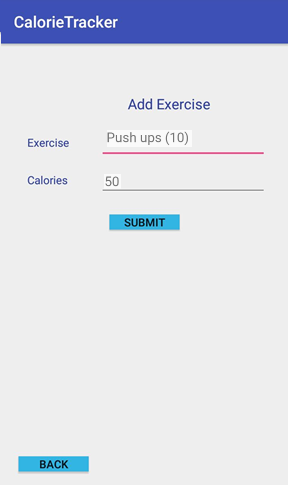 CalorieTracker
Add Exercise
Exercise
Push ups (10)
Calories
50
SUBMIT
BACK